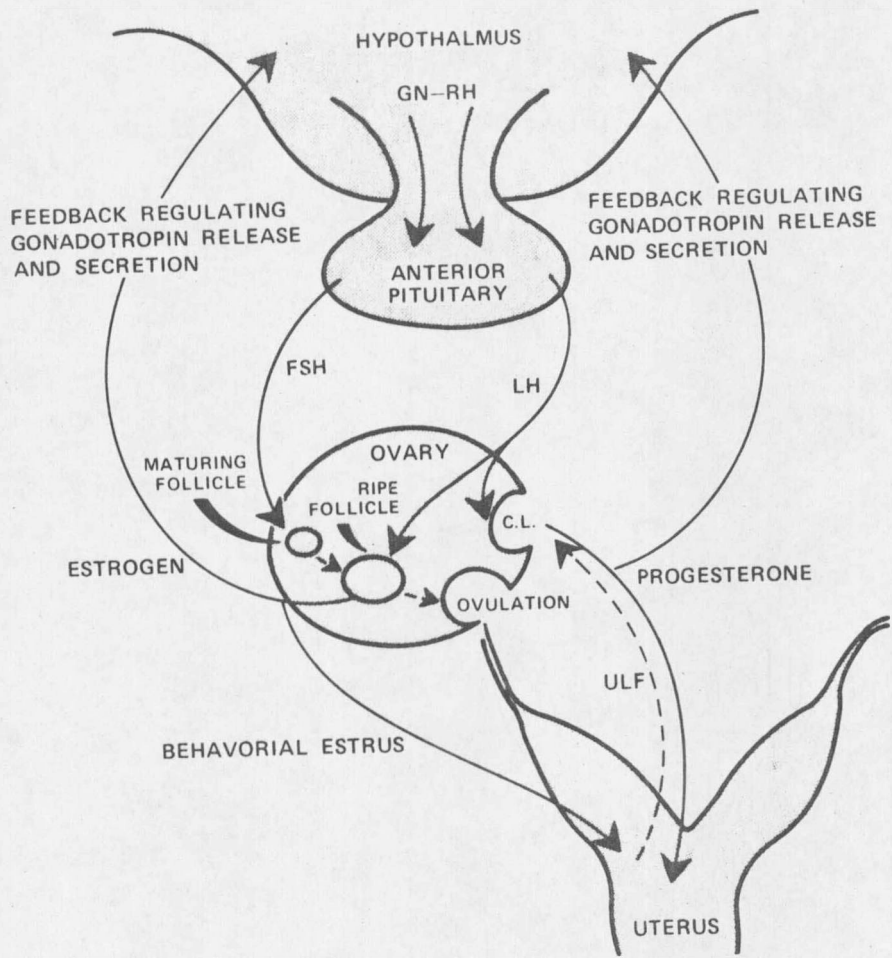 HYPOTHALMUS
GN–RH
FEEDBACK REGULATING
GONADOTROPIN RELEASE
AND SECRETION
FEEDBACK REGULATING
GONADOTROPIN RELEASE
AND SECRETION
ANTERIOR
PITUITARY
FSH
LH
OVARY
MATURING
FOLLICLE
RIPE
FOLLICLE
C.L.
ESTROGEN
PROGESTERONE
OVULATION
ULF
BEHAVORIAL ESTRUS
UTERUS